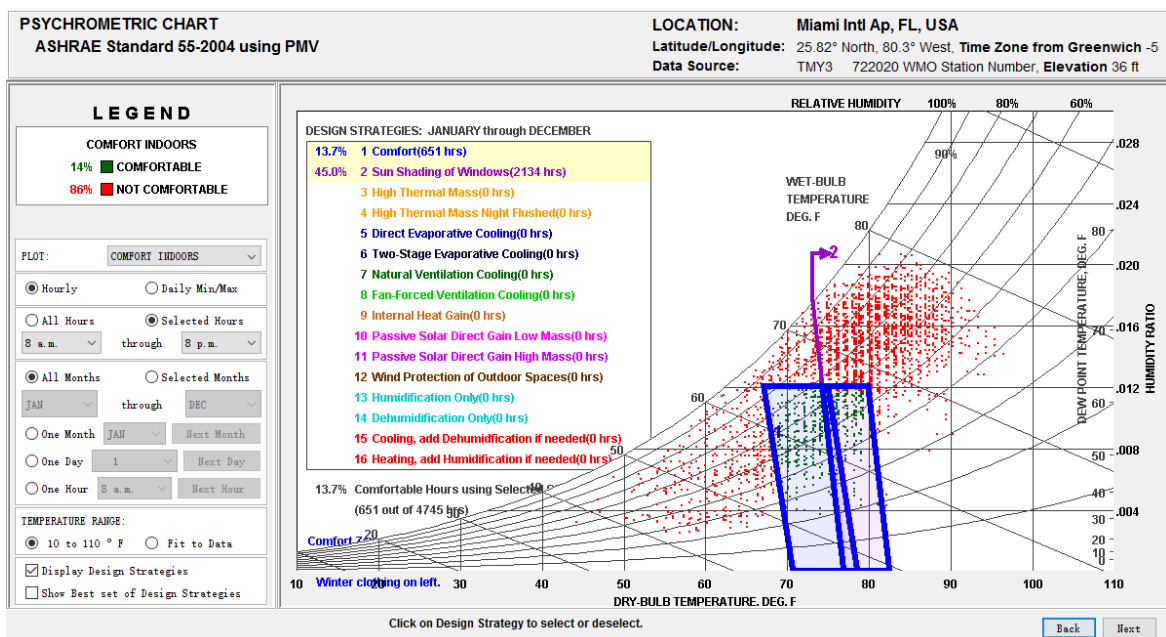 PSYCHROMETRIC CHART
ASHRAE Standard 55-2004 using PMV
LOCATION: Miami Intl Ap, FL, USA
Latitude/Longitude: 25.82° North, 80.3° West, Time Zone from Greenwich -5
Data Source: TMY3 722020 WMO Station Number, Elevation 36 ft
LEGEND
COMFORT INDOORS
14% COMFORTABLE
86% NOT COMFORTABLE
PLOT: COMFORT INDOORS
Hourly Daily Min/Max
All Hours Selected Hours
8 a.m. through 8 p.m.
All Months Selected Months
JAN through DEC
One Month JAN Next Month
One Day 1 Next Day
One Hour 8 a.m. Next Hour
TEMPERATURE RANGE:
10 to 110 ° F Fit to Data
Display Design Strategies
Show Best set of Design Strategies
RELATIVE HUMIDITY 100% 80% 60%
90%
DESIGN STRATEGIES: JANUARY through DECEMBER
13.7% 1 Comfort(651 hrs)
45.0% 2 Sun Shading of Windows(2134 hrs)
3 High Thermal Mass(0 hrs)
4 High Thermal Mass Night Flushed(0 hrs)
5 Direct Evaporative Cooling(0 hrs)
6 Two-Stage Evaporative Cooling(0 hrs)
7 Natural Ventilation Cooling(0 hrs)
8 Fan-Forced Ventilation Cooling(0 hrs)
9 Internal Heat Gain(0 hrs)
10 Passive Solar Direct Gain Low Mass(0 hrs)
11 Passive Solar Direct Gain High Mass(0 hrs)
12 Wind Protection of Outdoor Spaces(0 hrs)
13 Humidification Only(0 hrs)
14 Dehumidification Only(0 hrs)
15 Cooling, add Dehumidification if needed(0 hrs)
16 Heating, add Humidification if needed(0 hrs)
13.7% Comfortable Hours using Selected
(651 out of 4745 hrs)
Comfort
Winter clothing on left.
WET-BULB
TEMPERATURE
DEG. F
20
30
40
50
60
70
80
1
2
.028
.024
.020
.016
.012
.008
.004
80
70
60
50
40
30
20
10
0
DEW POINT TEMPERATURE, DEG. F
HUMIDITY RATIO
10 20 30 40 50 60 70 80 90 100 110
DRY-BULB TEMPERATURE, DEG. F
Click on Design Strategy to select or deselect.
Back Next